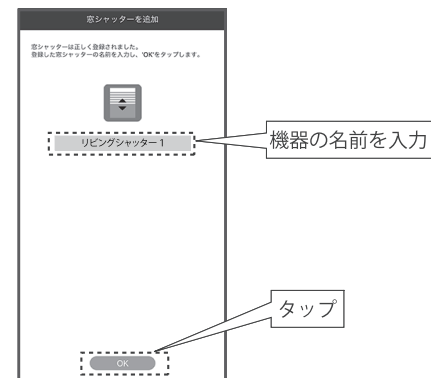 窓シャッターを追加
窓シャッターは正しく登録されました。
登録した窓シャッターの名前を入力し、'OK'をタップします。
リビングシャッター 1
機器の名前を入力
タップ
OK